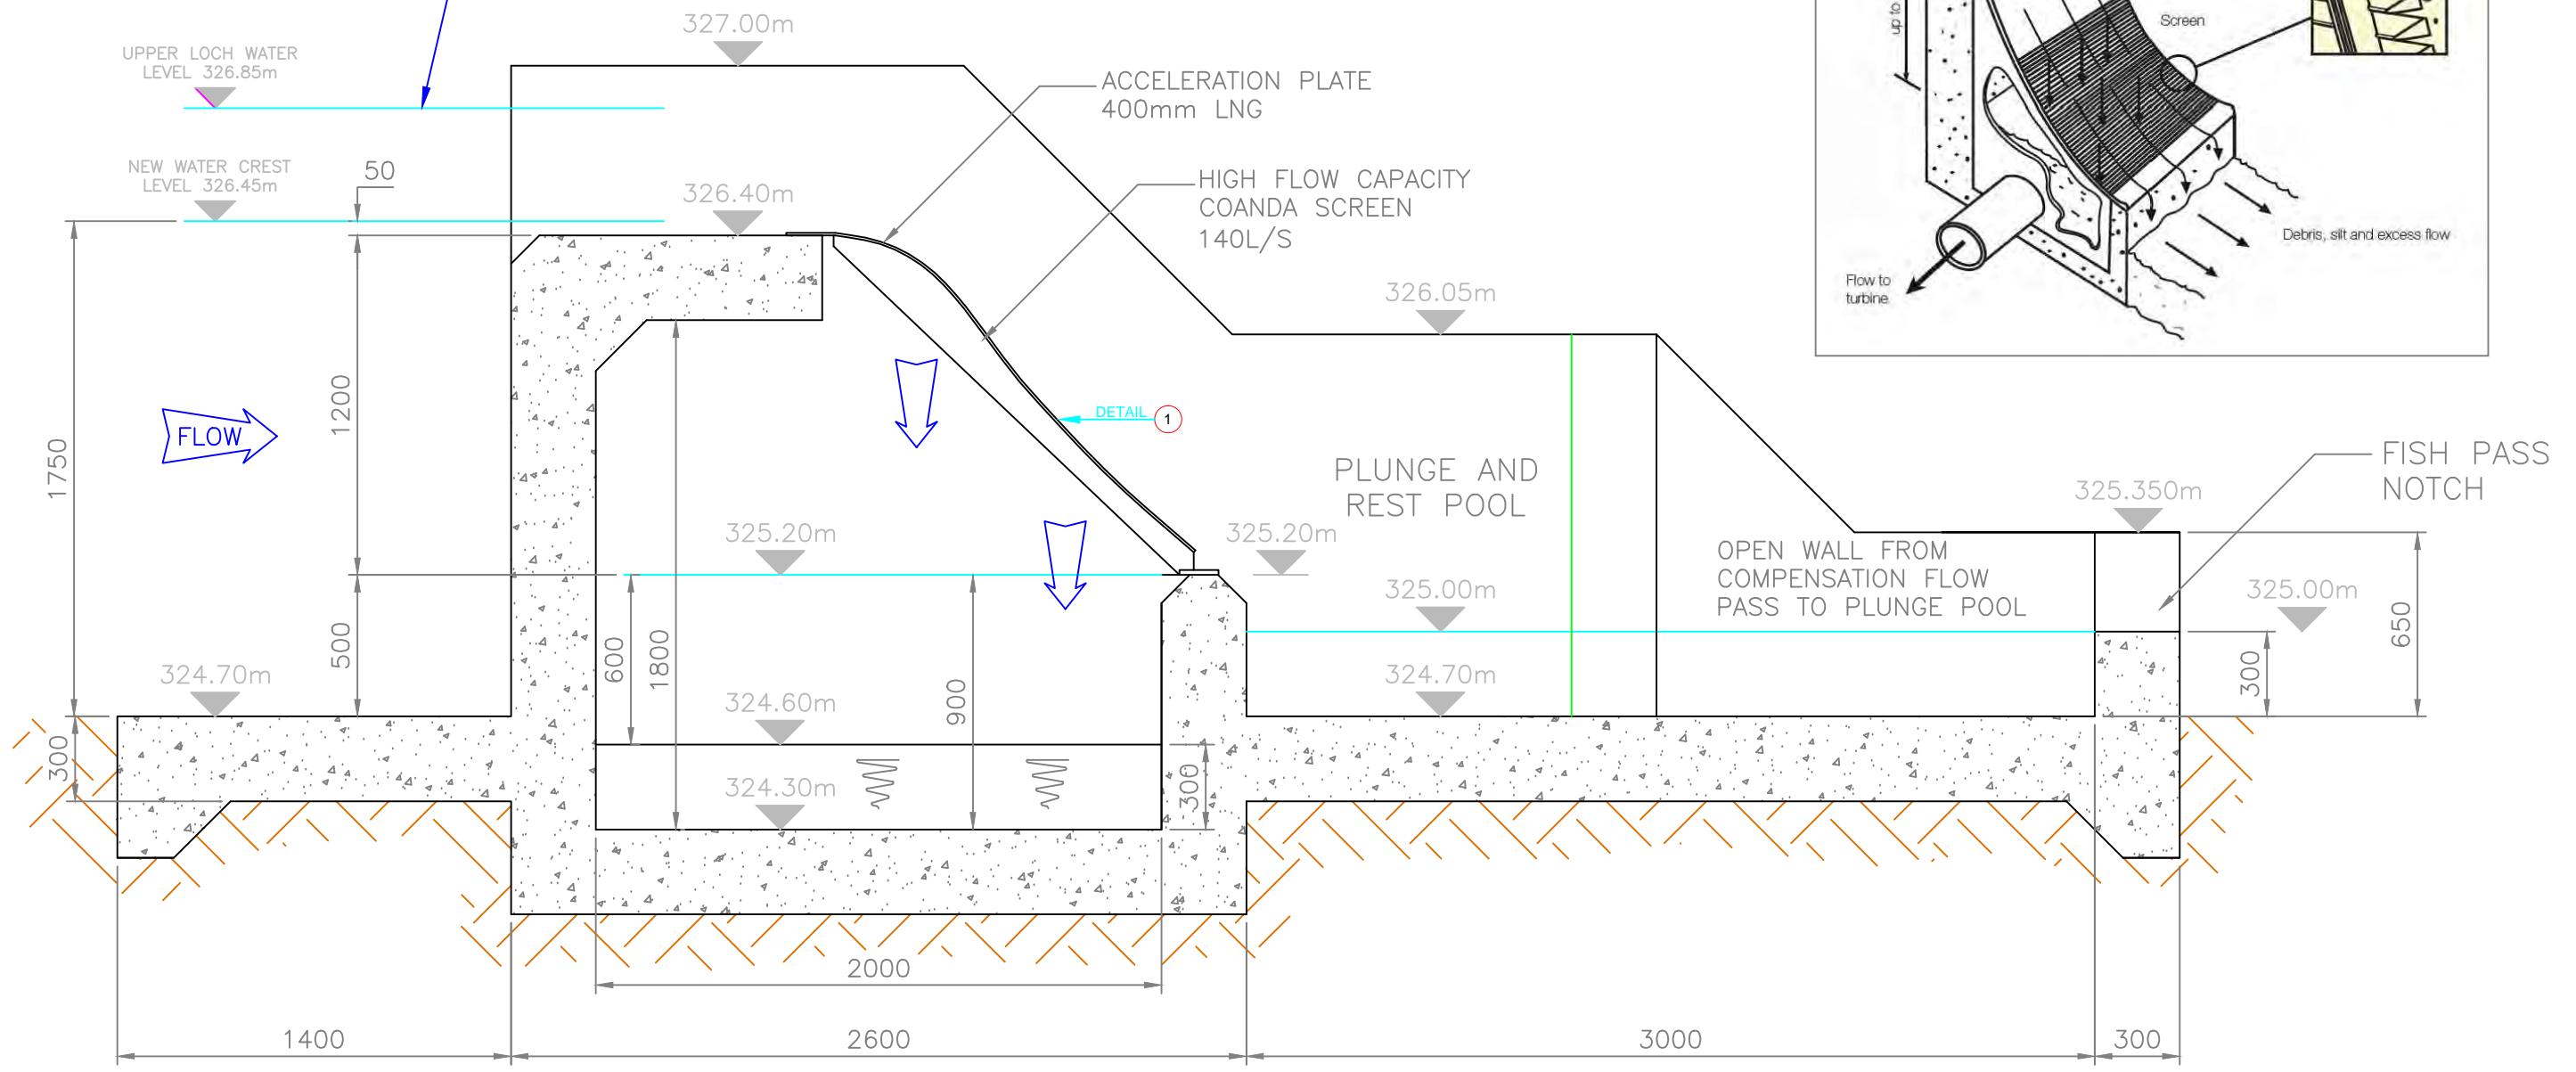 327.00m
UPPER LOCH WATER
LEVEL 326.85m
NEW WATER CREST
LEVEL 326.45m
50
326.40m
ACCELERATION PLATE
400mm LNG
HIGH FLOW CAPACITY
COANDA SCREEN
140L/S
up to
Screen
Debris, silt and excess flow
Flow to
turbine
326.05m
1750
1200
FLOW
DETAIL 1
PLUNGE AND
REST POOL
FISH PASS
NOTCH
325.350m
325.20m
325.20m
OPEN WALL FROM
COMPENSATION FLOW
PASS TO PLUNGE POOL
325.00m
325.00m
500
600
1800
900
650
300
324.70m
324.60m
324.70m
300
324.30m
300
2000
1400
2600
3000
300